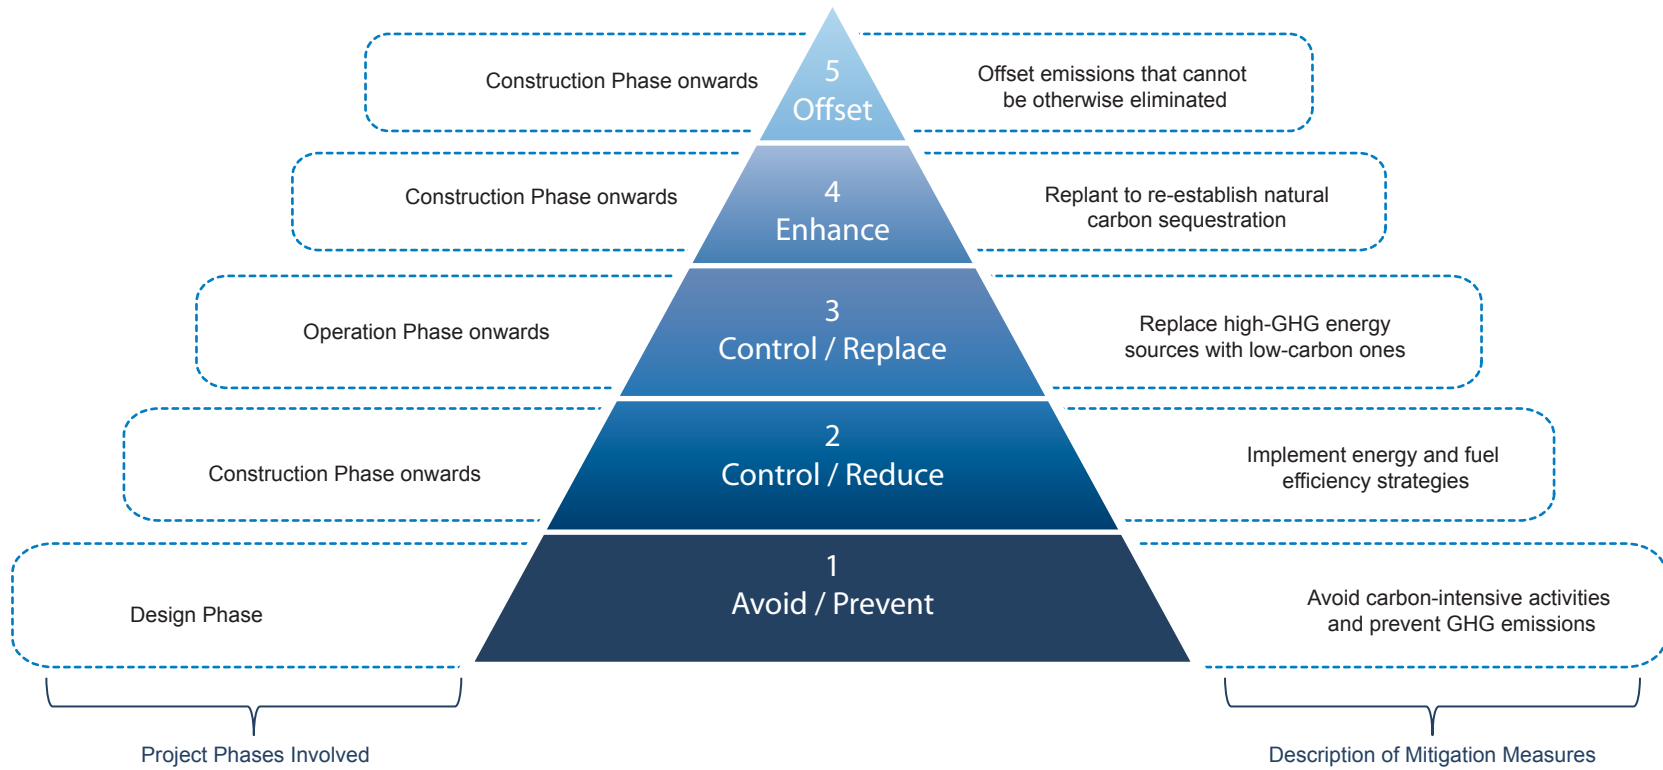 Construction Phase onwards
5
Offset
Offset emissions that cannot
be otherwise eliminated
Construction Phase onwards
4
Enhance
Replant to re-establish natural
carbon sequestration
Operation Phase onwards
3
Control / Replace
Replace high-GHG energy
sources with low-carbon ones
Construction Phase onwards
2
Control / Reduce
Implement energy and fuel
efficiency strategies
Design Phase
1
Avoid / Prevent
Avoid carbon-intensive activities
and prevent GHG emissions
Project Phases Involved
Description of Mitigation Measures